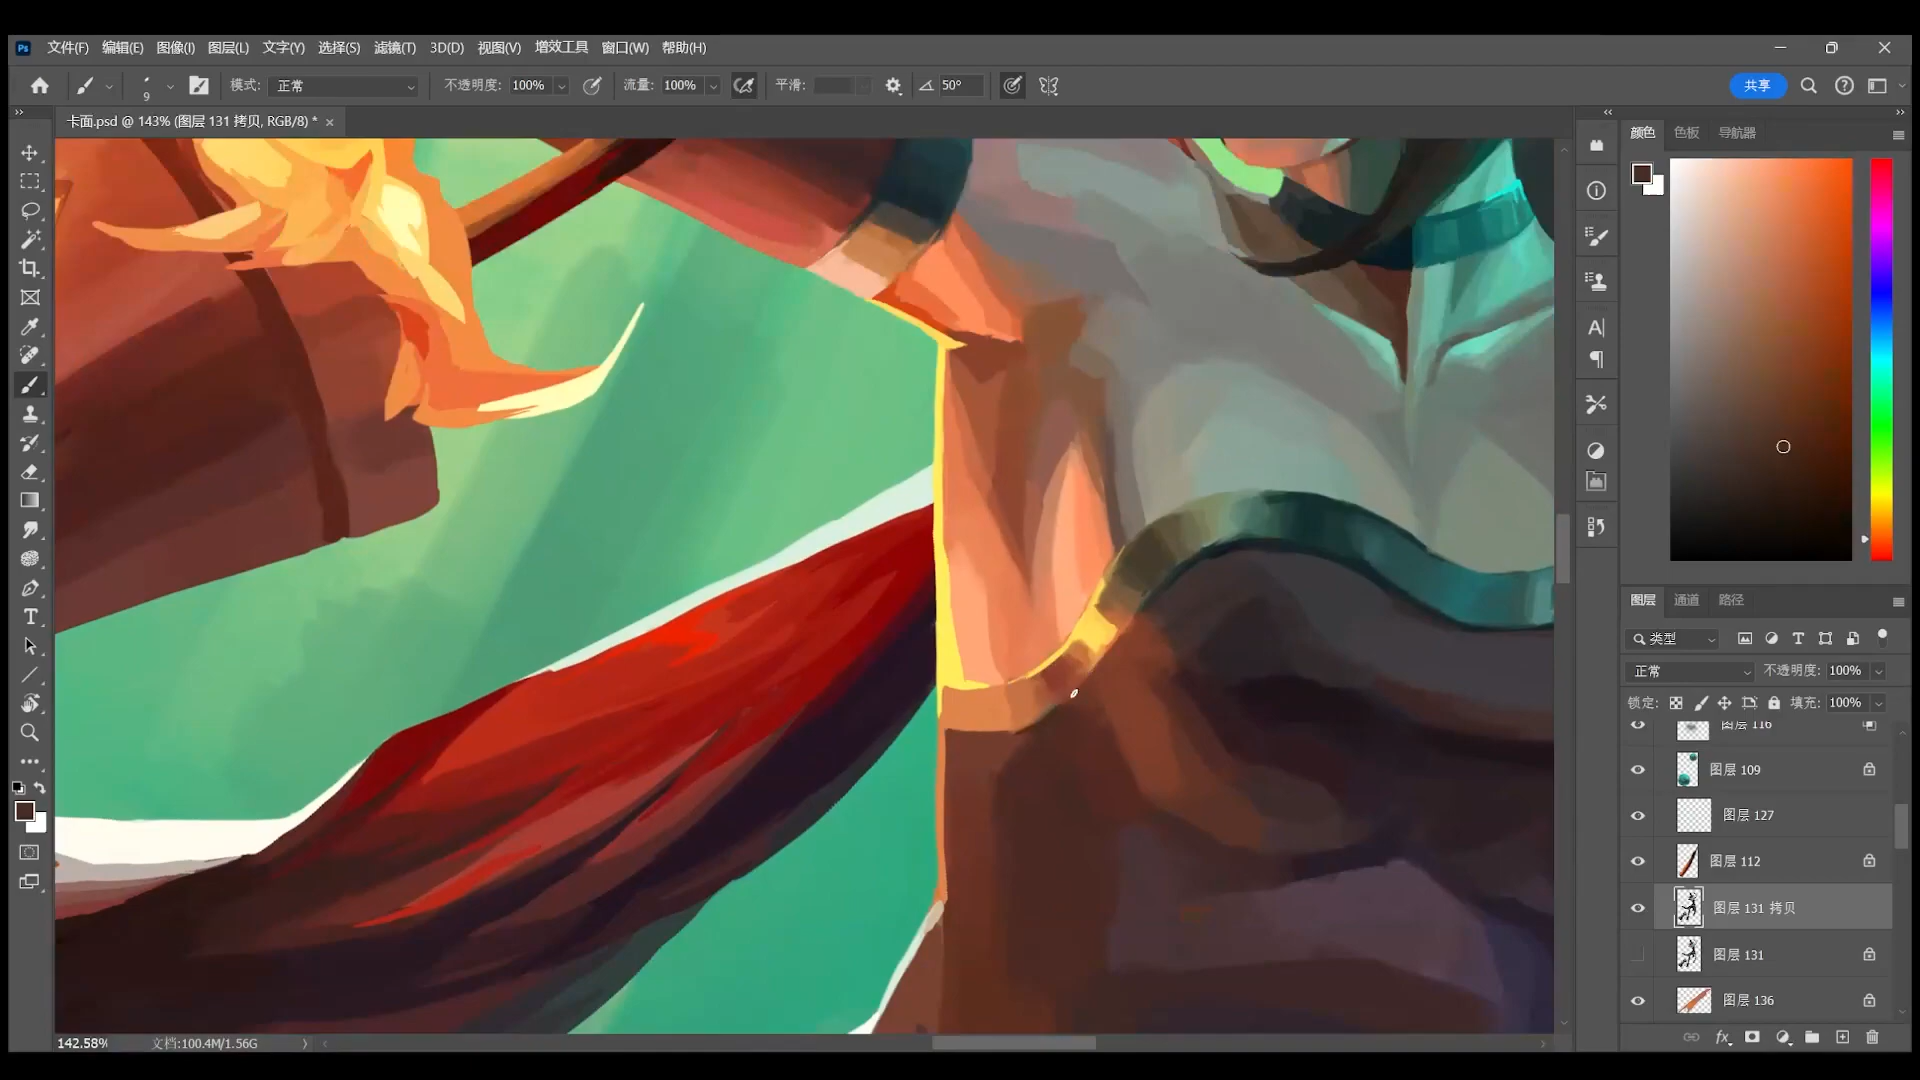 Ps 文件(F) 编辑(E) 图像(I) 图层(L) 文字(Y) 选择(S) 滤镜(T) 3D(D) 视图(V) 增效工具 窗口(W) 帮助(H)
9 模式: 正常 不透明度: 100% 流量: 100% 平滑: 50° 共享
卡面.psd @ 143% (图层 131 拷贝, RGB/8) *
颜色 色板 导航器
图层 通道 路径
类型
正常 不透明度: 100%
锁定: 填充: 100%
图层 116
图层 109
图层 127
图层 112
图层 131 拷贝
图层 131
图层 136
fx
142.58% 文档:100.4M/1.56G